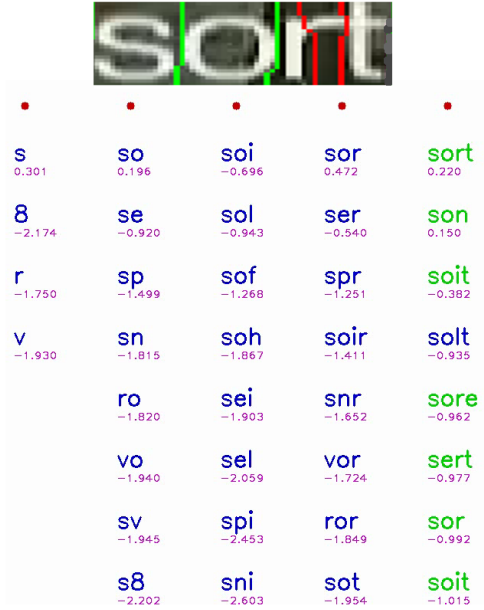 sort
s so soi sor sort
0.301 0.196 −0.696 0.472 0.220
8 se sol ser son
−2.174 −0.920 −0.943 −0.540 0.150
r sp sof spr soit
−1.750 −1.499 −1.268 −1.251 −0.382
v sn soh soir solt
−1.930 −1.815 −1.867 −1.411 −0.935
ro sei snr sore
−1.820 −1.903 −1.652 −0.962
vo sel vor sert
−1.940 −2.059 −1.724 −0.977
sv spi ror sor
−1.945 −2.453 −1.849 −0.992
s8 sni sot soit
−2.202 −2.603 −1.954 −1.015